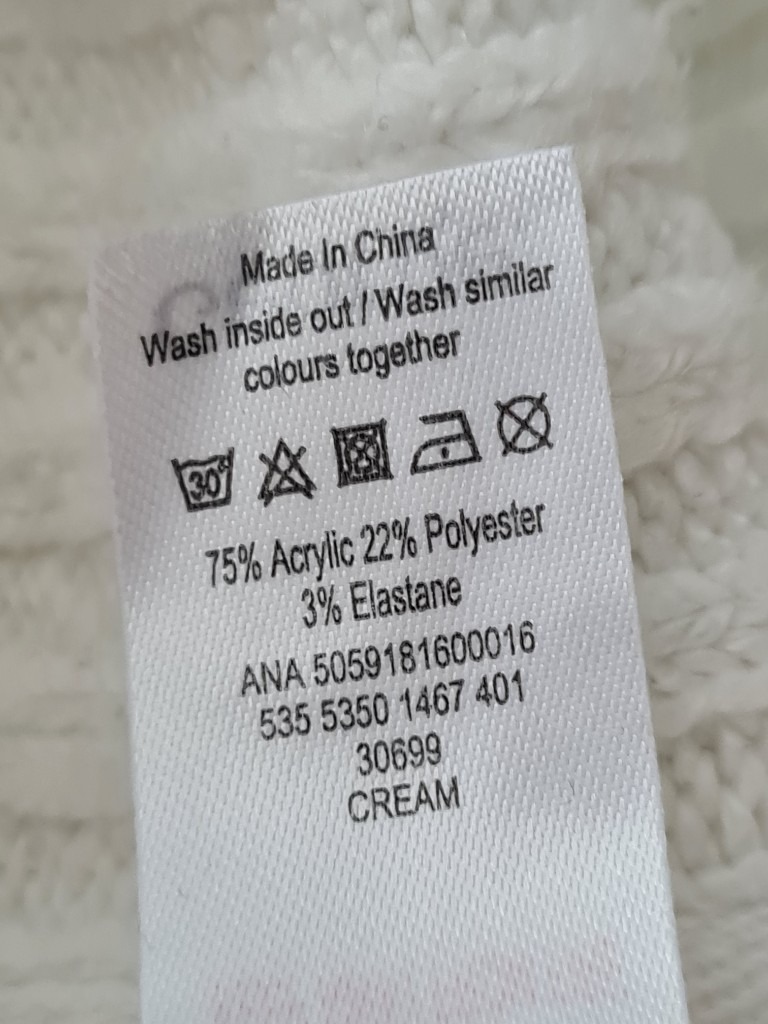 Made In China
Wash inside out / Wash similar
colours together
30°
75% Acrylic 22% Polyester
3% Elastane
ANA 5059181600016
535 5350 1467 401
30699
CREAM